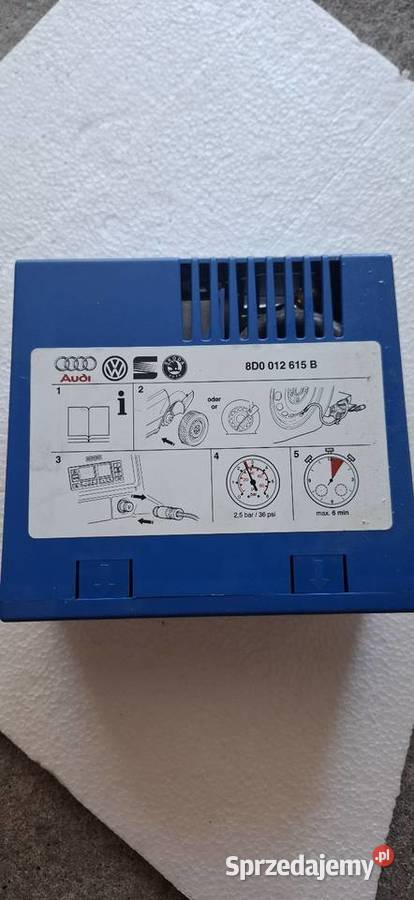 Audi
8D0 012 615 B
1
i
2
oder
or
3
4
2,5 bar / 36 psi
5
max. 6 min
Sprzedajemy.pl